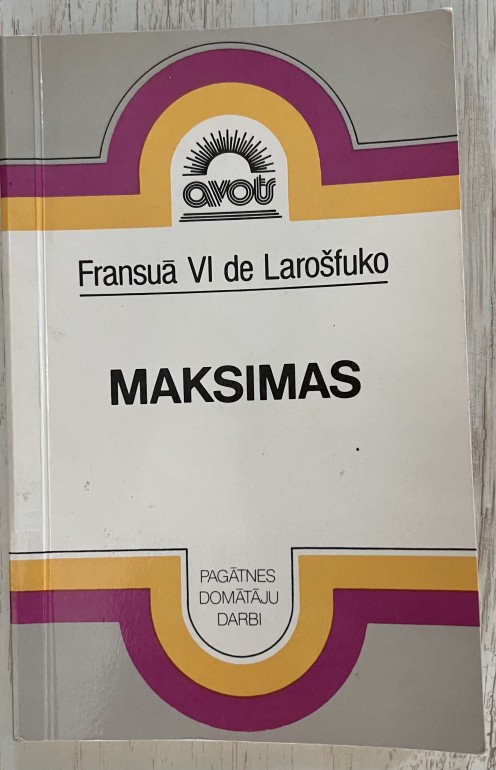 avots
Fransuā VI de Larošfuko
MAKSIMAS
PAGĀTNES
DOMĀTĀJU
DARBI